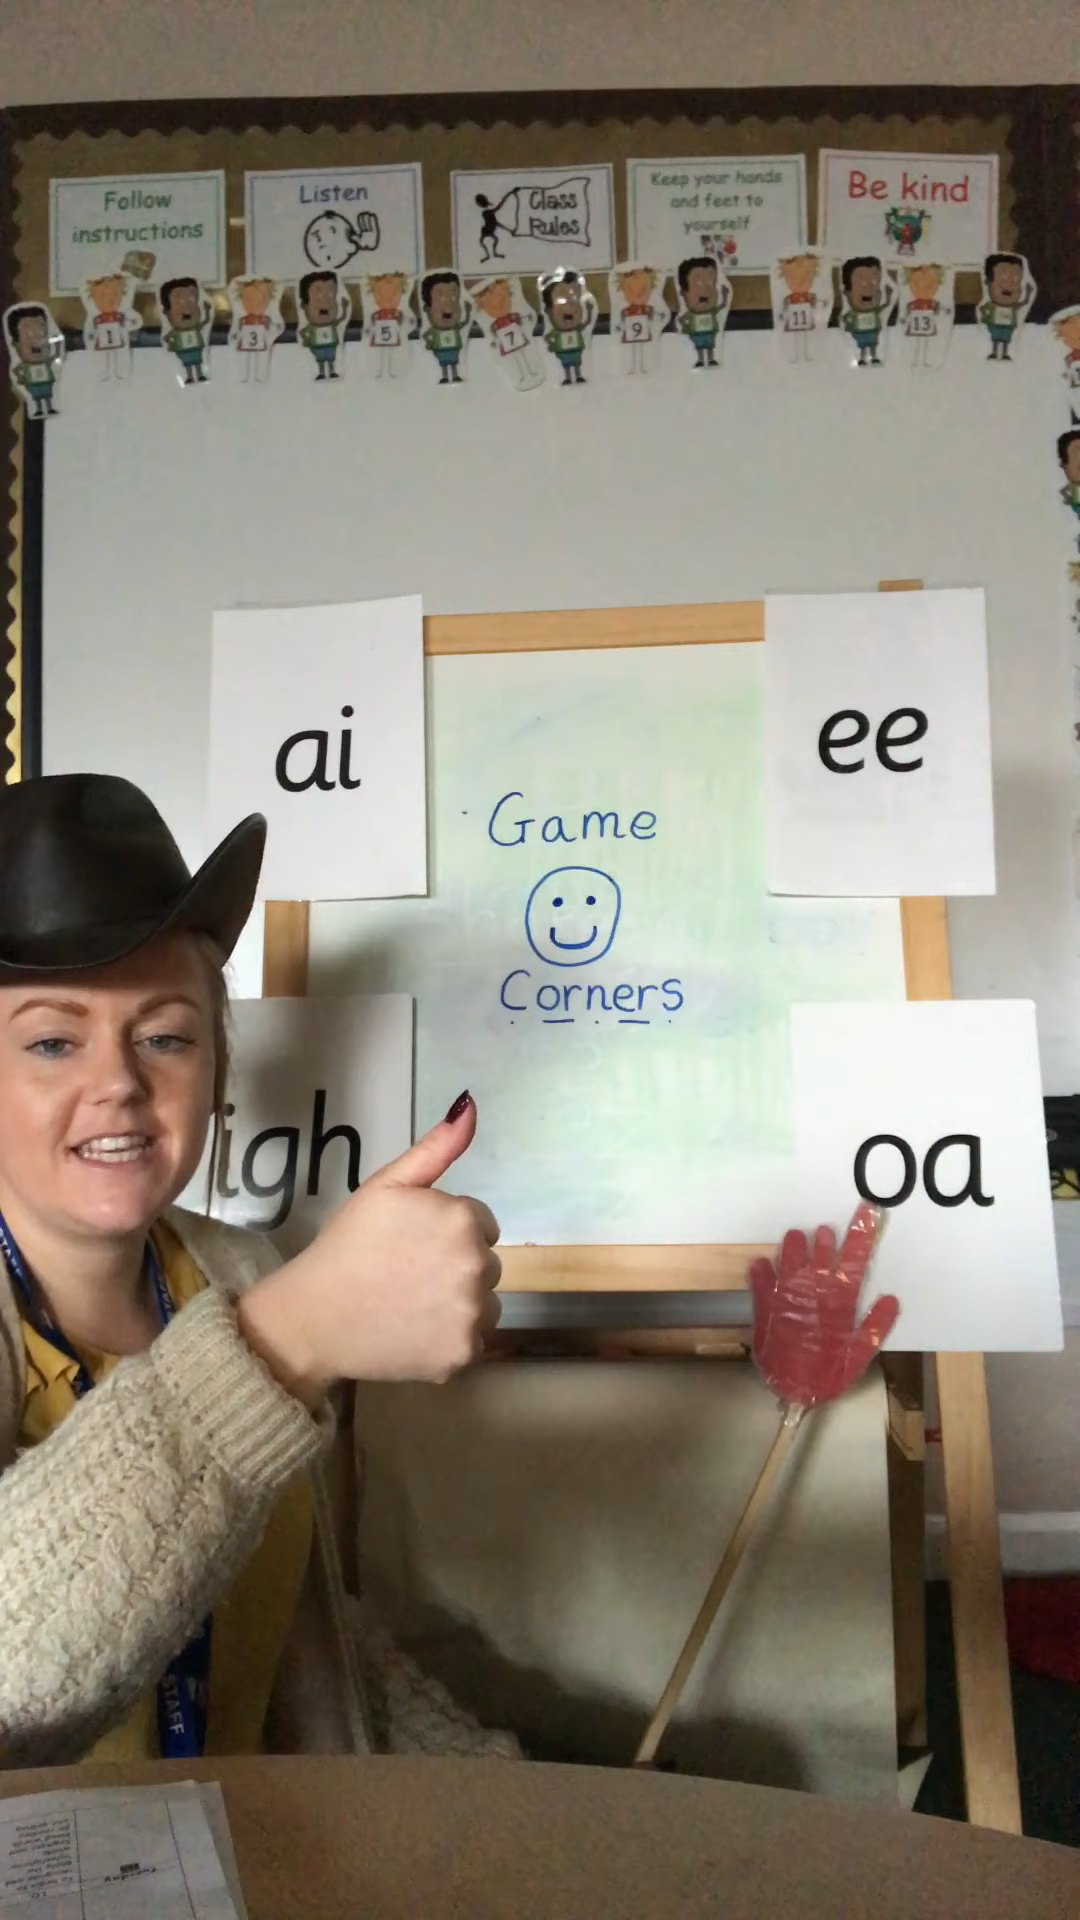 Follow
instructions
Listen
Class
Rules
Keep your hands
and feet to
yourself
Be kind
1
3
5
7
9
11
13
ai
ee
Game
Corners
igh
oa
STAFF
Tuesday